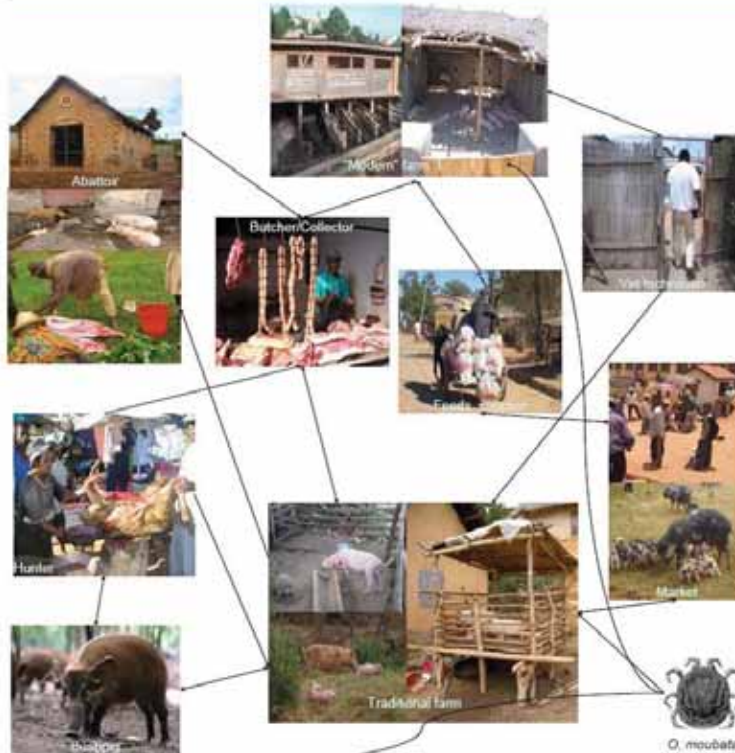 "Modern" farm
Abattoir
Butcher/Collector
Vet technician
Feeds
Hunter
Market
Traditional farm
Bushpig
O. moubata